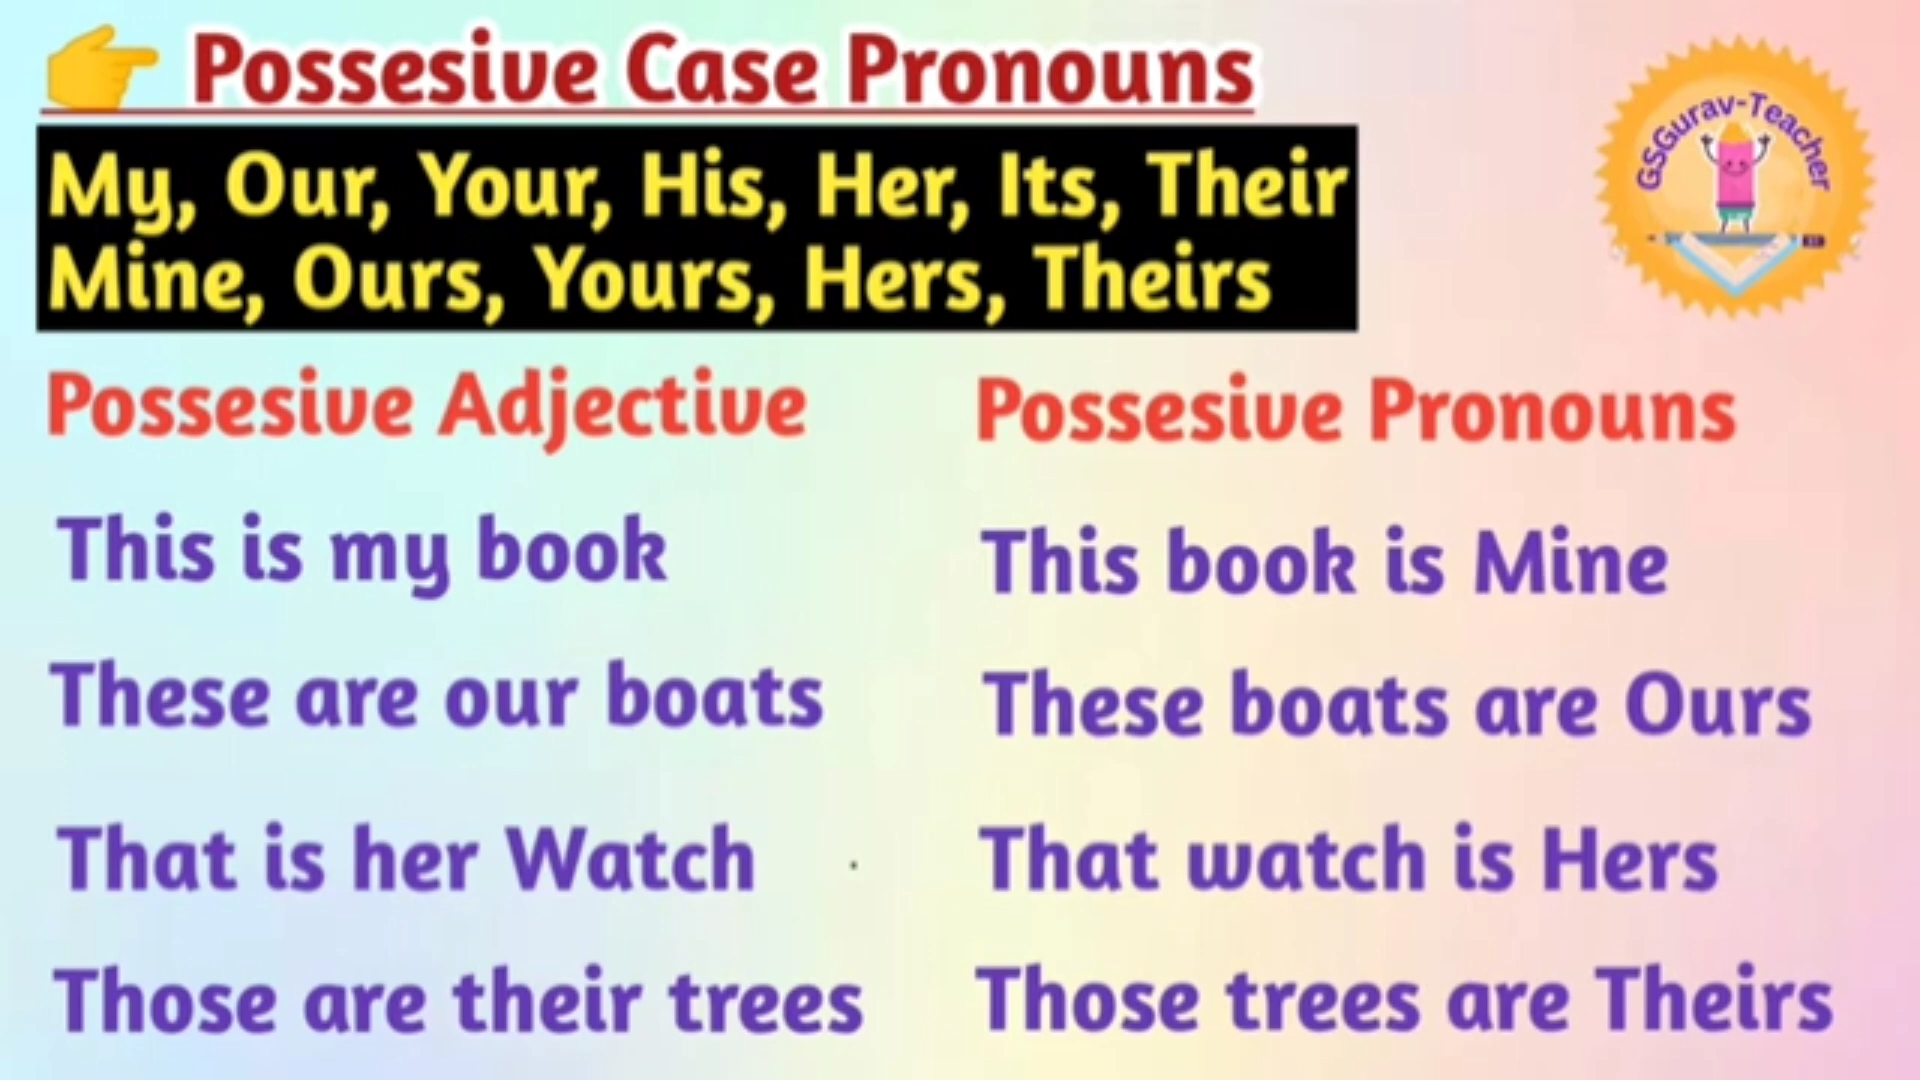 Possesive Case Pronouns
My, Our, Your, His, Her, Its, Their
Mine, Ours, Yours, Hers, Theirs
GSGurav-Teacher
Possesive Adjective
Possesive Pronouns
This is my book
This book is Mine
These are our boats
These boats are Ours
That is her Watch
That watch is Hers
Those are their trees
Those trees are Theirs